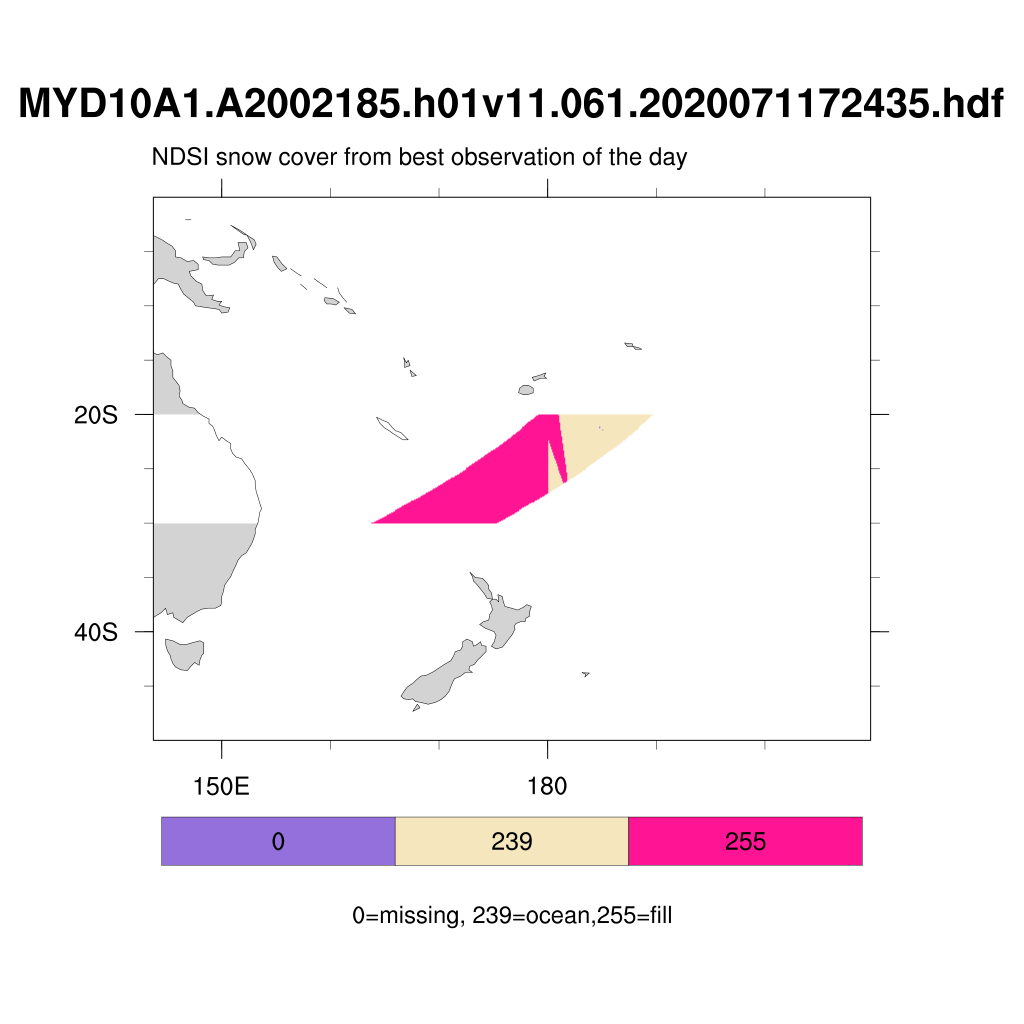 MYD10A1.A2002185.h01v11.061.2020071172435.hdf
NDSI snow cover from best observation of the day
20S
40S
150E 180
0 239 255
0=missing, 239=ocean,255=fill